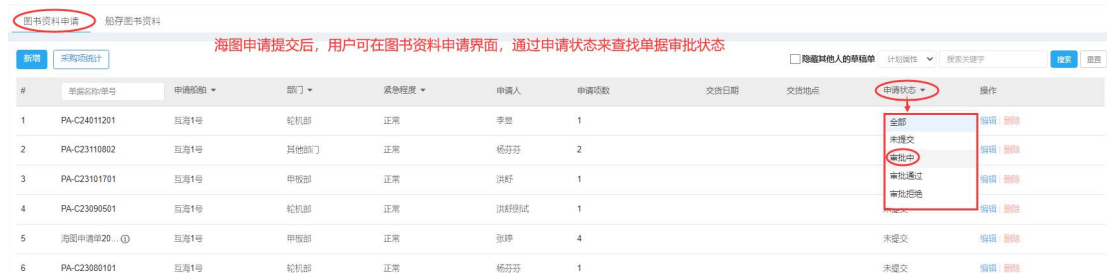 图书资料申请 船存图书资料
海图申请提交后，用户可在图书资料申请界面，通过申请状态来查找单据审批状态
新增 采购项统计 隐藏其他人的草稿单 计划属性 搜索关键字 搜索 重置
# 单据名称/单号 申请船舶 部门 紧急程度 申请人 申请项数 交货日期 交货地点 申请状态 操作
1 PA-C24011201 互海1号 轮机部 正常 李昱 1 全部 编辑 | 删除
未提交
2 PA-C23110802 互海1号 其他部门 正常 杨芬芬 2 审批中 编辑 | 删除
3 PA-C23101701 互海1号 甲板部 正常 洪舒 1 审批通过 编辑 | 删除
审批拒绝
4 PA-C23090501 互海1号 轮机部 正常 洪舒测试 1 未提交 编辑 | 删除
5 海图申请单20... 互海1号 甲板部 正常 张婷 4 未提交 编辑 | 删除
6 PA-C23080101 互海1号 轮机部 正常 杨芬芬 1 未提交 编辑 | 删除